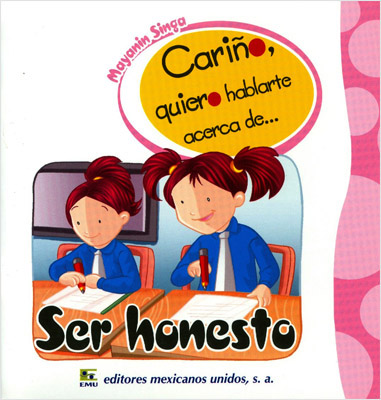 Mayanin Singa
Cariño,
quiero hablarte
acerca de...
Ser honesto
EMU
editores mexicanos unidos, s. a.